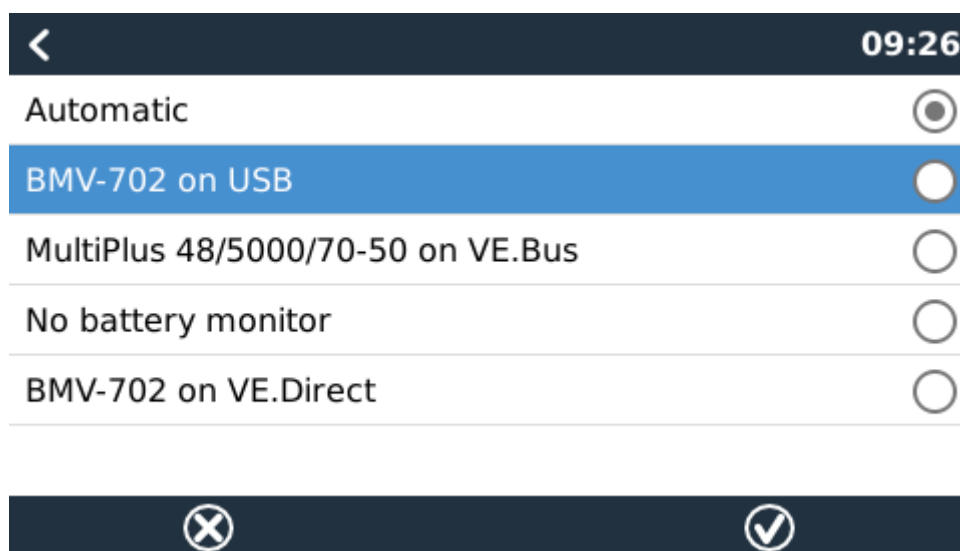 09:26
Automatic
BMV-702 on USB
MultiPlus 48/5000/70-50 on VE.Bus
No battery monitor
BMV-702 on VE.Direct